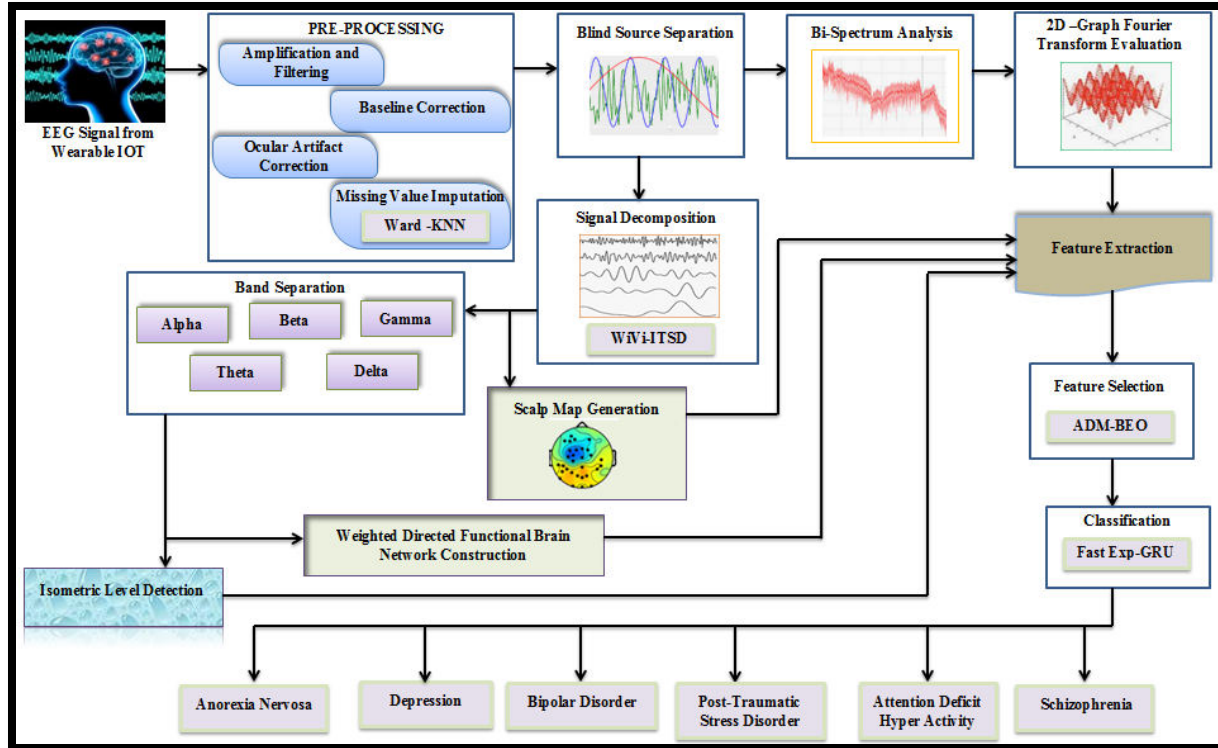 EEG Signal from
Wearable IOT
PRE-PROCESSING
Amplification and
Filtering
Baseline Correction
Ocular Artifact
Correction
Missing Value Imputation
Ward -KNN
Blind Source Separation
Bi-Spectrum Analysis
2D –Graph Fourier
Transform Evaluation
Signal Decomposition
WiVi-ITSD
Feature Extraction
Band Separation
Alpha
Beta
Gamma
Theta
Delta
Scalp Map Generation
Feature Selection
ADM-BEO
Weighted Directed Functional Brain
Network Construction
Classification
Fast Exp-GRU
Isometric Level Detection
Anorexia Nervosa
Depression
Bipolar Disorder
Post-Traumatic
Stress Disorder
Attention Deficit
Hyper Activity
Schizophrenia